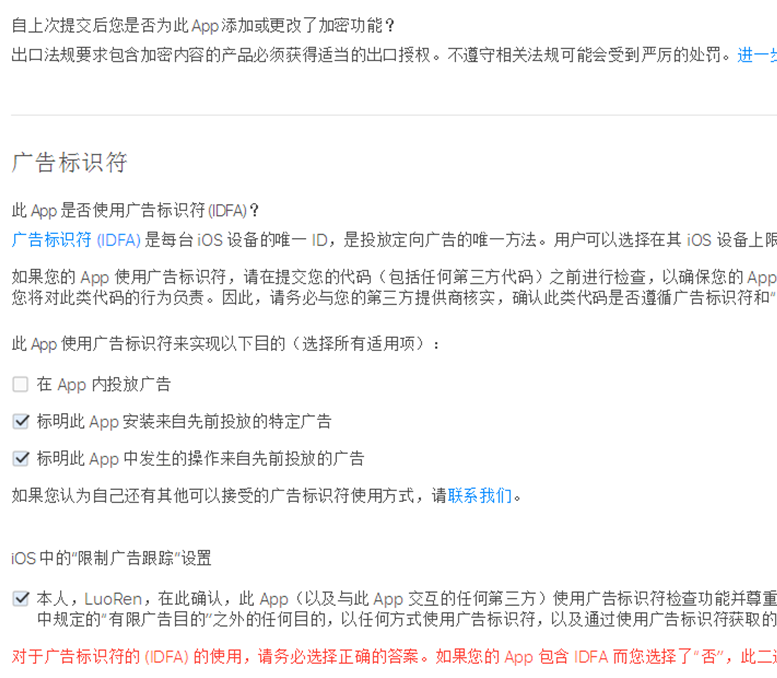 自上次提交后您是否为此 App 添加或更改了加密功能？
出口法规要求包含加密内容的产品必须获得适当的出口授权。不遵守相关法规可能会受到严厉的处罚。进一步
广告标识符
此 App 是否使用广告标识符 (IDFA)？
广告标识符 (IDFA) 是每台 iOS 设备的唯一 ID，是投放定向广告的唯一方法。用户可以选择在其 iOS 设备上限
如果您的 App 使用广告标识符，请在提交您的代码（包括任何第三方代码）之前进行检查，以确保您的 App
您将对此类代码的行为负责。因此，请务必与您的第三方提供商核实，确认此类代码是否遵循广告标识符和“
此 App 使用广告标识符来实现以下目的（选择所有适用项）：
在 App 内投放广告
标明此 App 安装来自先前投放的特定广告
标明此 App 中发生的操作来自先前投放的广告
如果您认为自己还有其他可以接受的广告标识符使用方式，请联系我们。
iOS 中的“限制广告跟踪”设置
本人，LuoRen，在此确认，此 App（以及与此 App 交互的任何第三方）使用广告标识符检查功能并尊重
中规定的“有限广告目的”之外的任何目的，以任何方式使用广告标识符，以及通过使用广告标识符获取的
对于广告标识符的 (IDFA) 的使用，请务必选择正确的答案。如果您的 App 包含 IDFA 而您选择了“否”，此二进